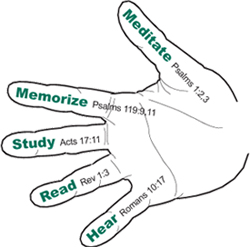 Meditate Psalms 1:2,3
Memorize Psalms 119:9,11
Study Acts 17:11
Read Rev 1:3
Hear Romans 10:17